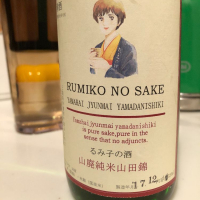 RUMIKO NO SAKE
YAMAHAI JYUNMAI YAMADANISHIKI
Yamahai jyunmai yamadanishiki
is pure sake,pure in the
sense that no adjuncts.
るみ子の酒
山廃純米山田錦